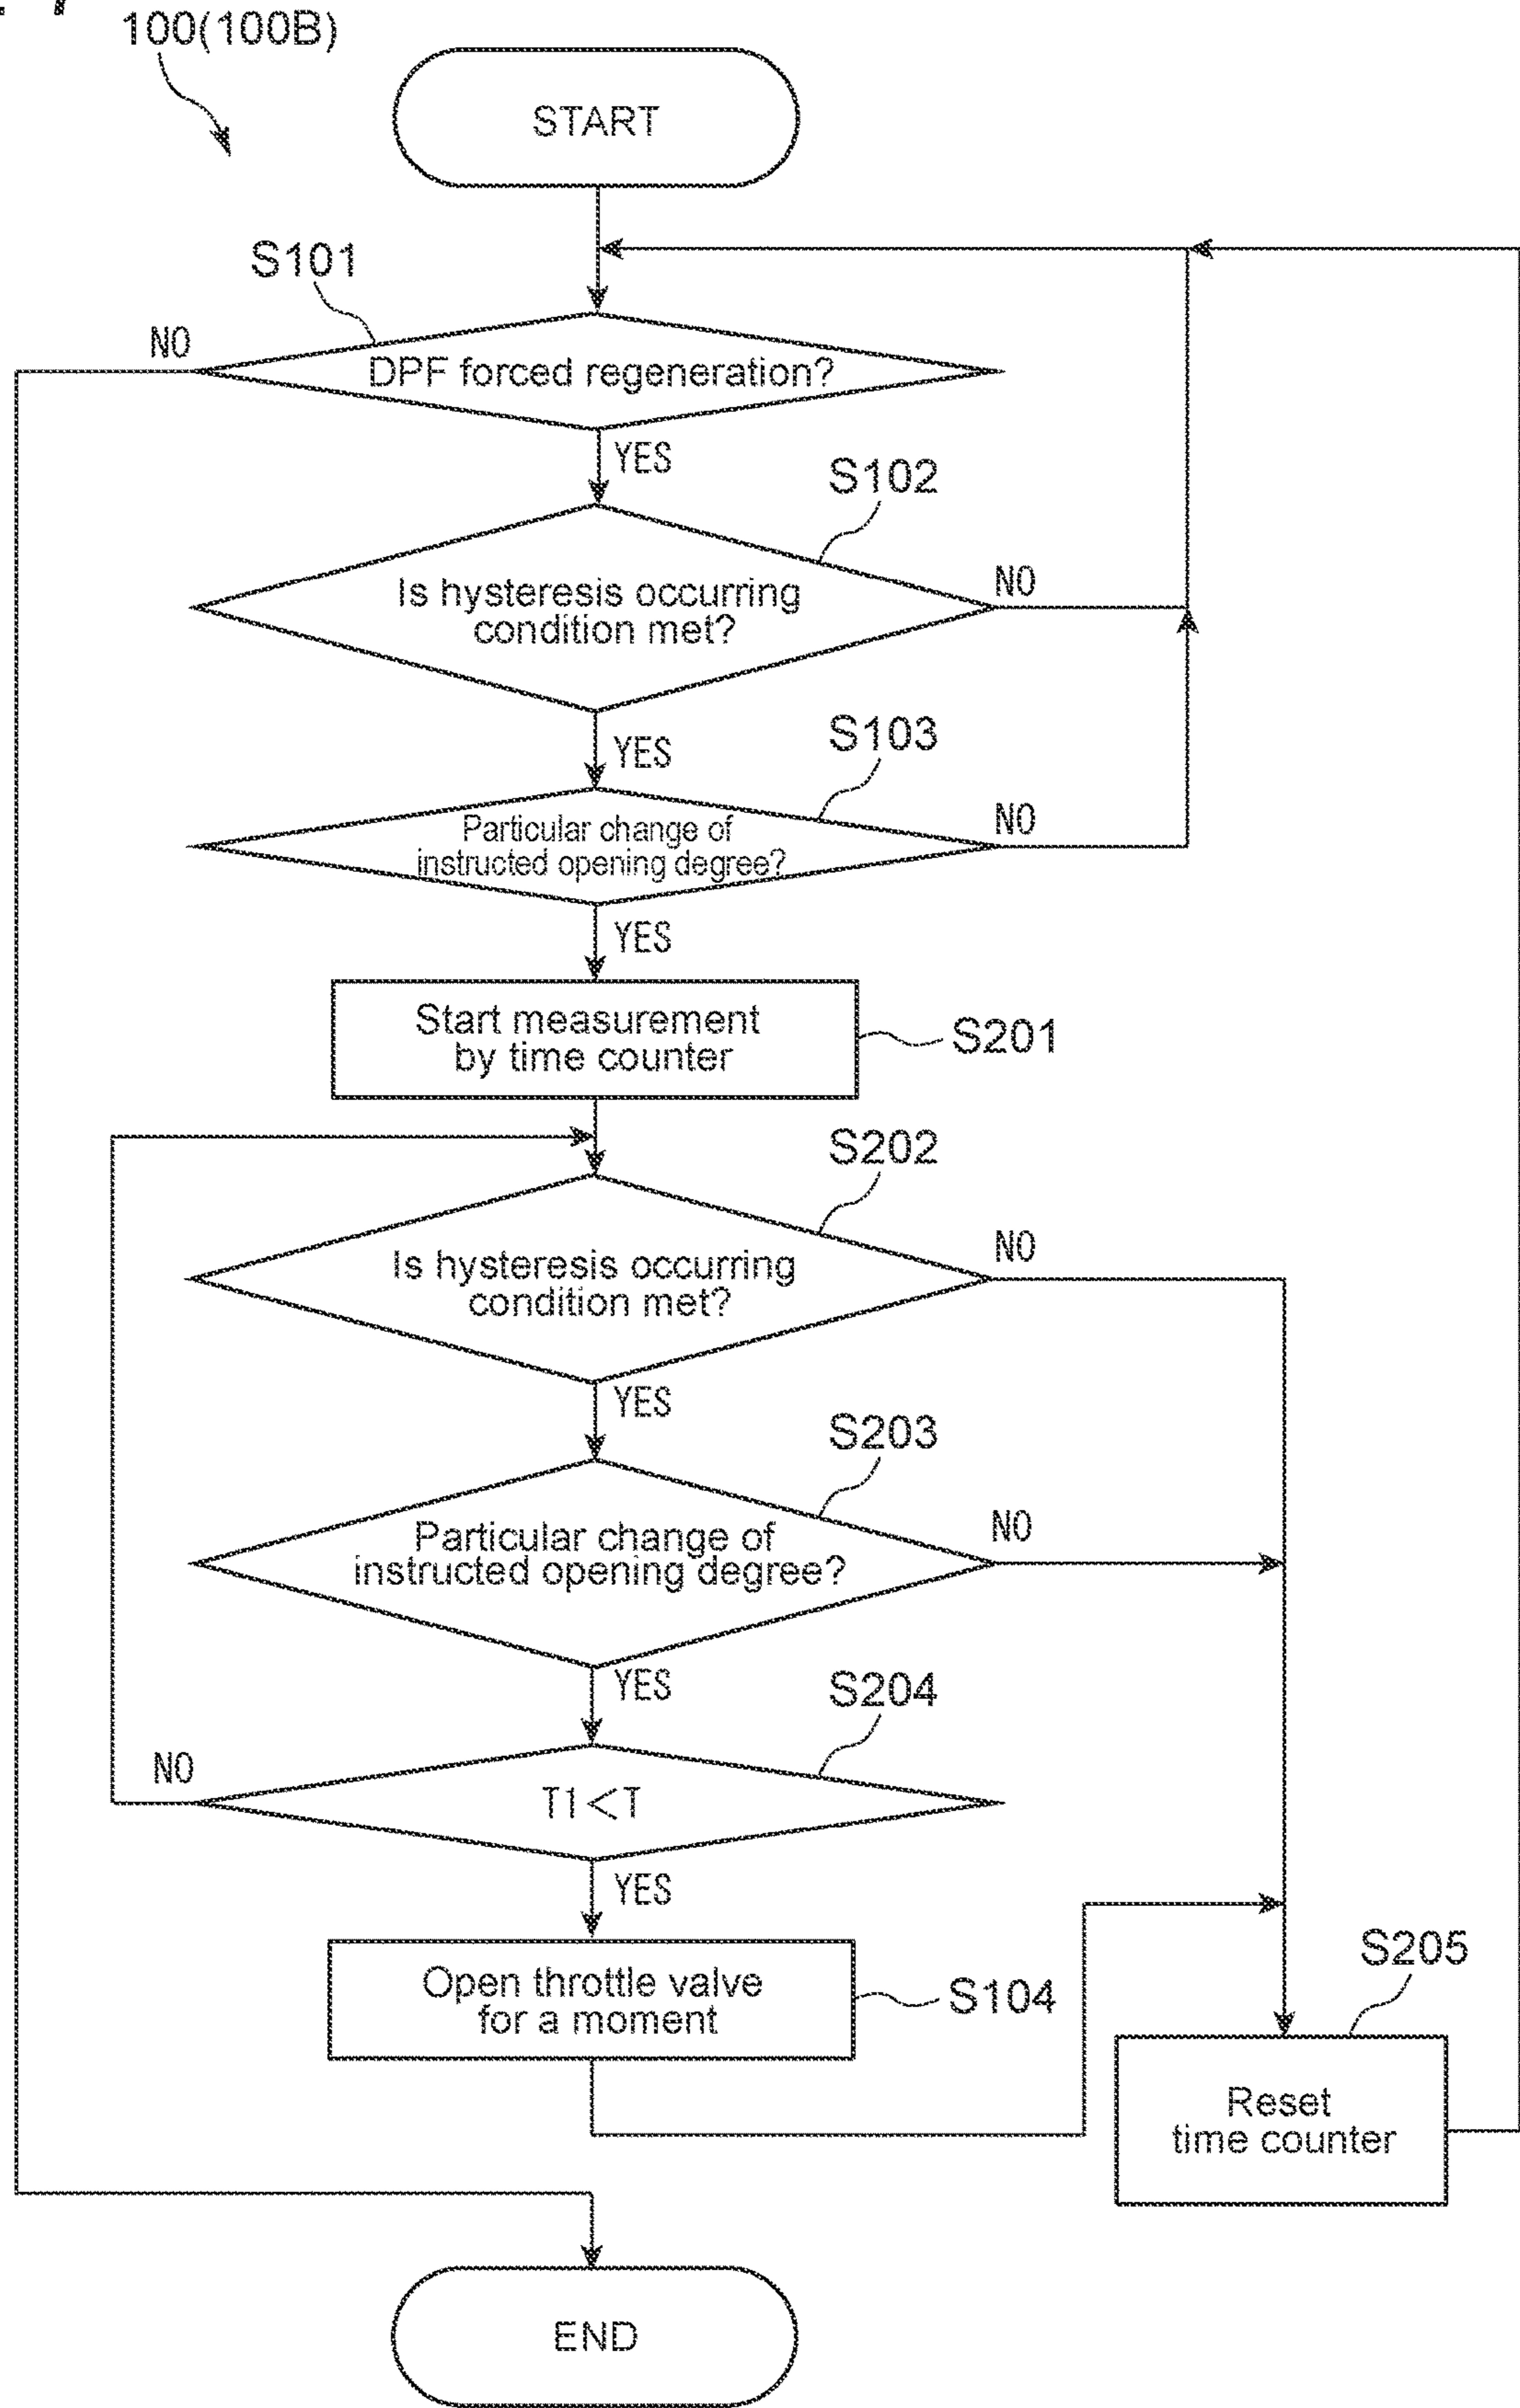 100(100B)
START
S101
NO
DPF forced regeneration?
YES
S102
Is hysteresis occurring
condition met?
NO
YES
S103
Particular change of
instructed opening degree?
NO
YES
Start measurement
by time counter
S201
S202
Is hysteresis occurring
condition met?
NO
YES
S203
Particular change of
instructed opening degree?
NO
YES
S204
NO
T1<T
YES
Open throttle valve
for a moment
S104
S205
Reset
time counter
END